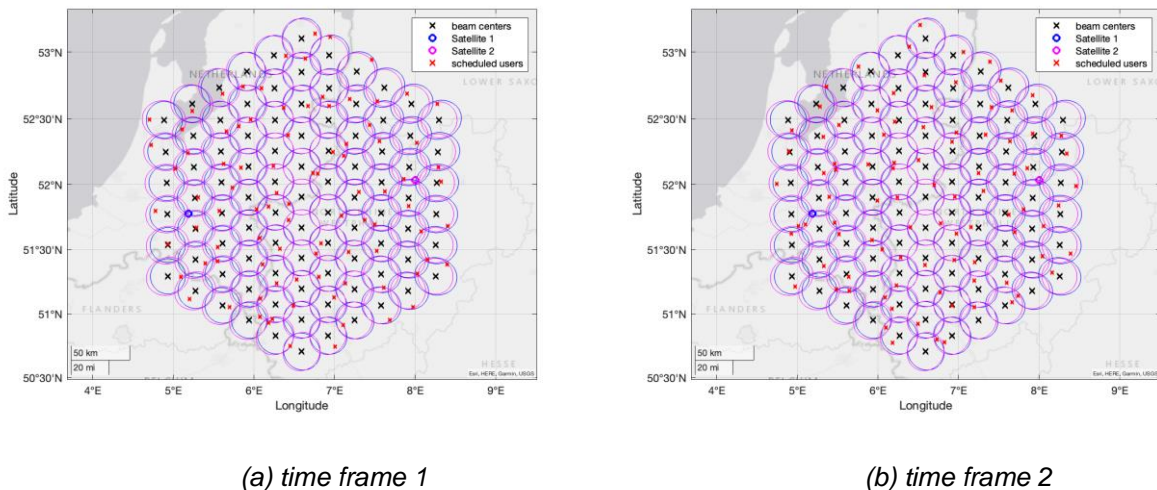 beam centers
Satellite 1
Satellite 2
scheduled users
53°N
52°30'N
52°N
51°30'N
51°N
50°30'N
Latitude
NETHERLANDS
LOWER SAXO
FLANDERS
HESSE
50 km
20 mi
Esri, HERE, Garmin, USGS
4°E 5°E 6°E 7°E 8°E 9°E
Longitude
(a) time frame 1
beam centers
Satellite 1
Satellite 2
scheduled users
53°N
52°30'N
52°N
51°30'N
51°N
50°30'N
Latitude
NETHERLANDS
LOWER SAXO
FLANDERS
HESSE
50 km
20 mi
Esri, HERE, Garmin, USGS
4°E 5°E 6°E 7°E 8°E 9°E
Longitude
(b) time frame 2